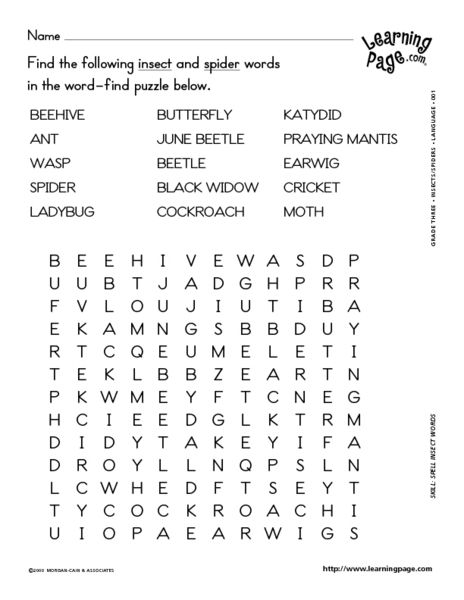 Name
Learning
Page.com®
Find the following insect and spider words
in the word-find puzzle below.
BEEHIVE BUTTERFLY KATYDID
ANT JUNE BEETLE PRAYING MANTIS
WASP BEETLE EARWIG
SPIDER BLACK WIDOW CRICKET
LADYBUG COCKROACH MOTH
B E E H I V E W A S D P
U U B T J A D G H P R R
F V L O U J I U T I B A
E K A M N G S B B D U Y
R T C Q E U M E L E T I
T E K L B B Z E A R T N
P K W M E Y F T C N E G
H C I E E D G L K T R M
D I D Y T A K E Y I F A
D R O Y L L N Q P S L N
L C W H E D F T S E Y T
T Y C O C K R O A C H I
U I O P A E A R W I G S
©2000 MORGAN-CAIN & ASSOCIATES
http://www.learningpage.com
GRADE THREE • INSECTS/SPIDERS • LANGUAGE • 001
SKILL: SPELL INSECT WORDS